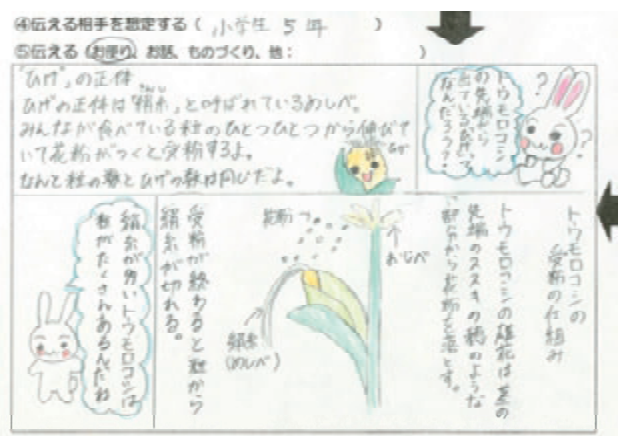 ④伝える相手を想定する（小学生 5年　）
⑤伝える（お便り、お話、ものづくり、他：　）
トウモロコシ
の先端から
出ているひげって
なんだろう？？
"ひげ"の正体
ひげの正体は「絹糸」と呼ばれているめしべ。
けんし
みんなが食べている粒のひとつひとつから伸びて
いて花粉がつくと受粉するよ。
なんと粒の数とひげの数は同じだよ。
ひげ
トウモロコシの
受粉の仕組み
トウモロコシの雄花は茎の
先端のススキの穂のような
部分から花粉を落とす。
おしべ
花粉
絹糸
(めしべ)
受粉が終わると粒から
絹糸が切れる。
絹糸が多いトウモロコシは
粒がたくさんあるんだね